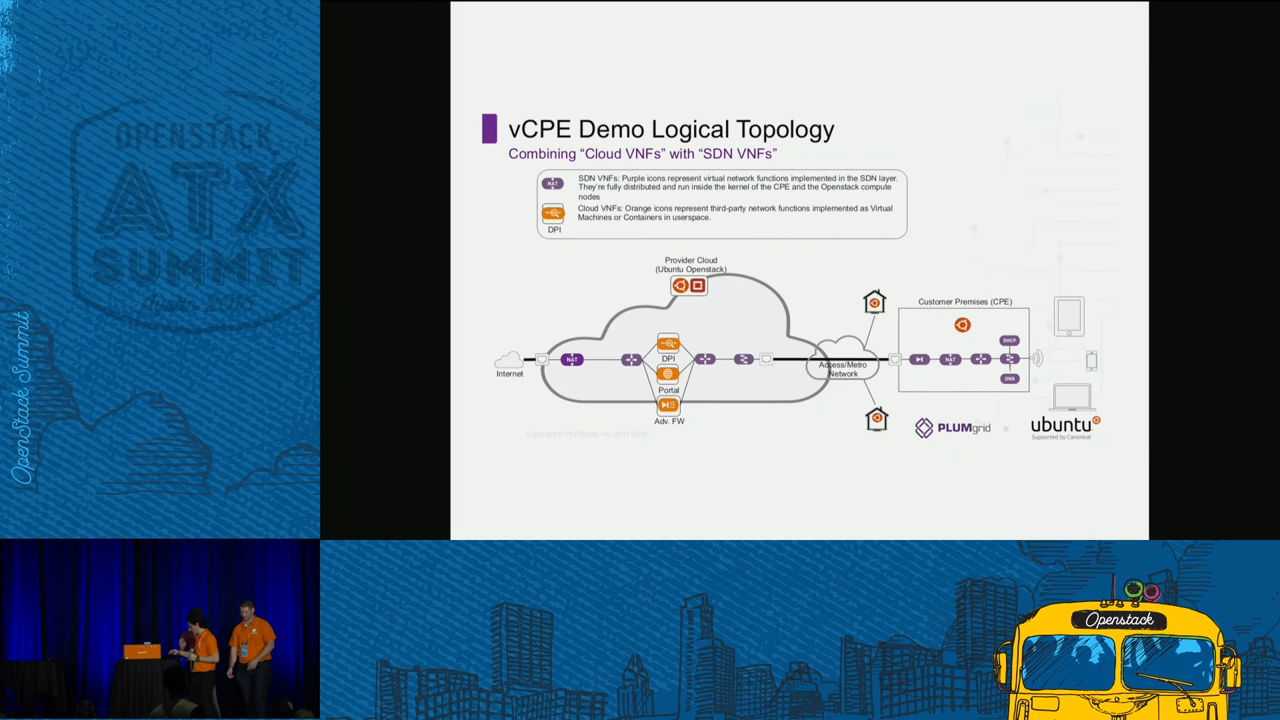 OPENSTACK
ATX
SUMMIT
OpenStack Summit
vCPE Demo Logical Topology
Combining “Cloud VNFs” with “SDN VNFs”
NAT
SDN VNFs: Purple icons represent virtual network functions implemented in the SDN layer.
They're fully distributed and run inside the kernel of the CPE and the Openstack compute
nodes
Cloud VNFs: Orange icons represent third-party network functions implemented as Virtual
Machines or Containers in userspace.
DPI
Provider Cloud
(Ubuntu Openstack)
Customer Premises (CPE)
DHCP
NAT
DPI
NAT
Internet
Access/Metro
Network
DNS
Portal
Adv. FW
PLUMgrid
ubuntu
Supported by Canonical
Openstack